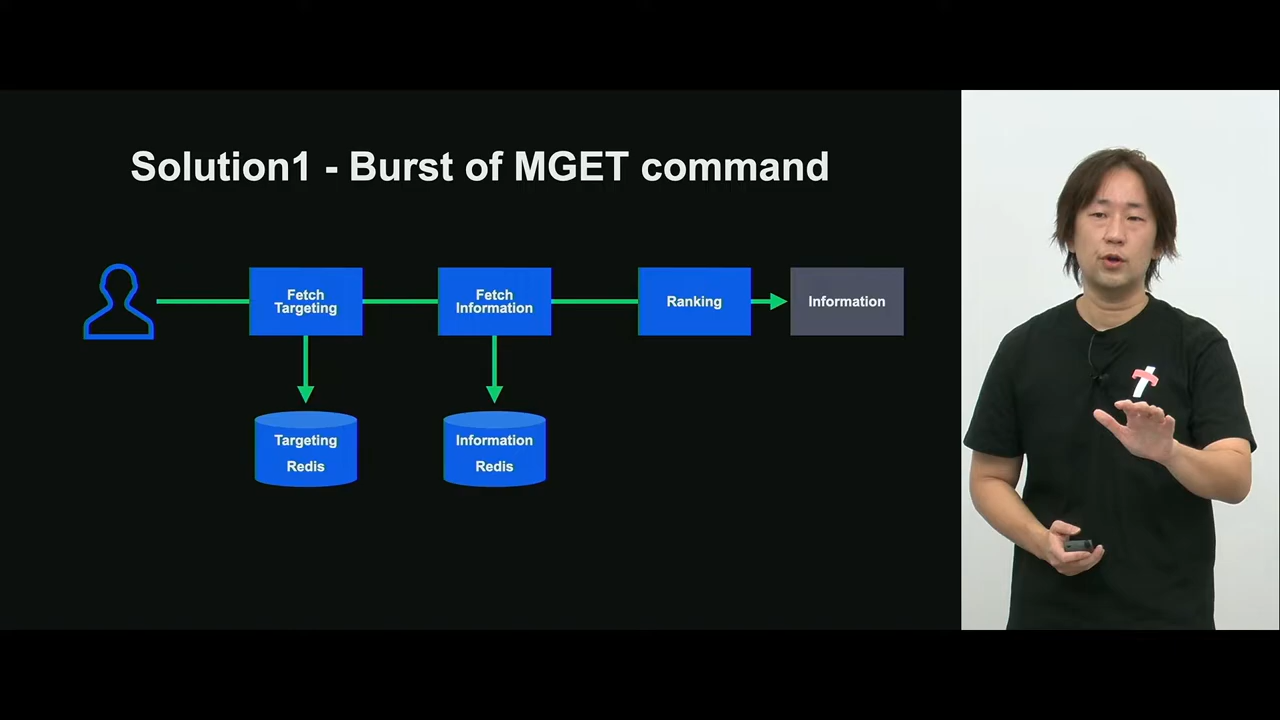 Solution1 - Burst of MGET command
Fetch
Targeting
Fetch
Information
Ranking
Information
Targeting
Redis
Information
Redis